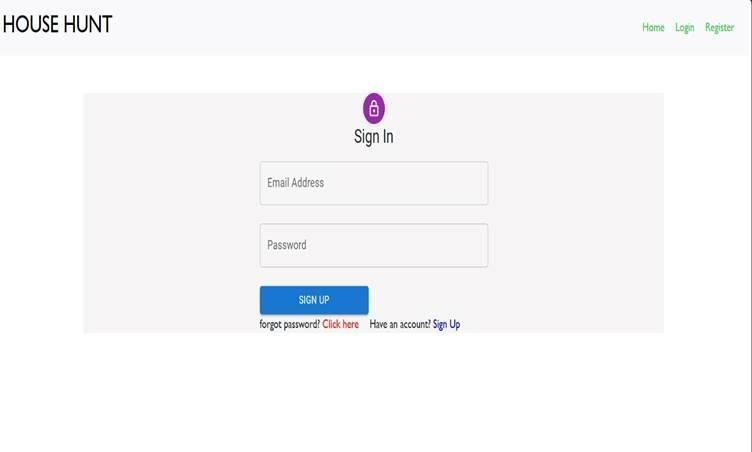 HOUSE HUNT
Home Login Register
Sign In
Email Address
Password
SIGN UP
forgot password? Click here Have an account? Sign Up